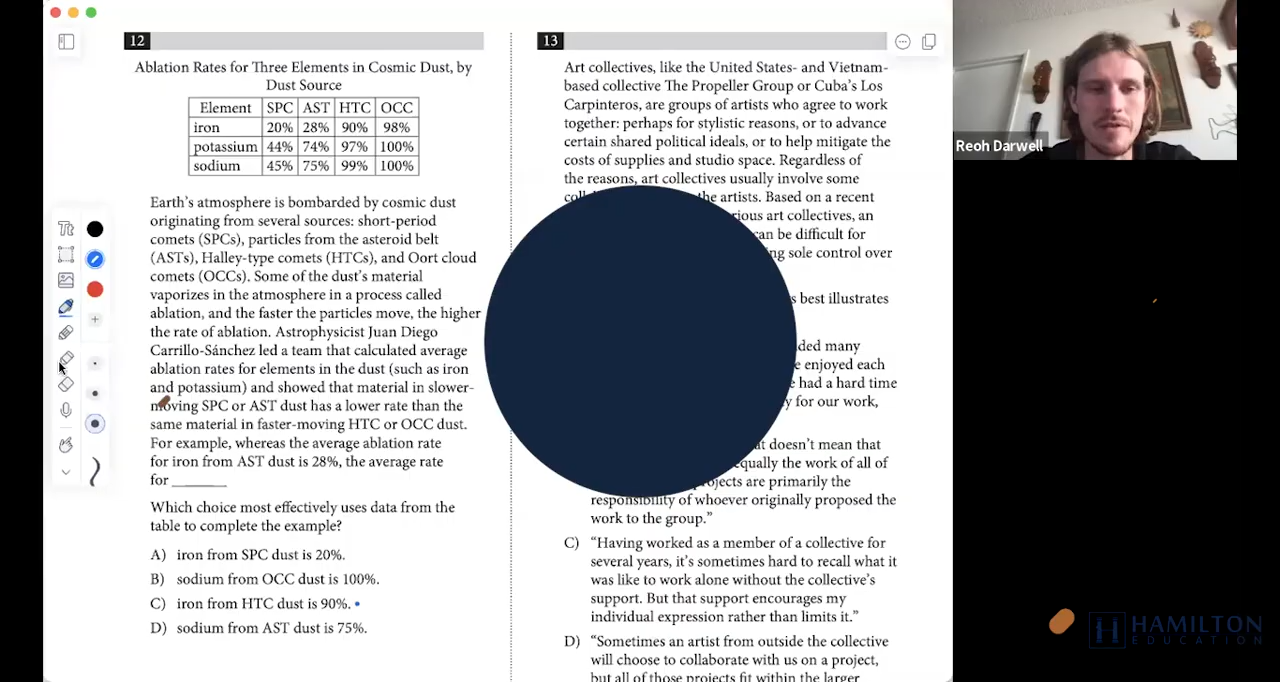 12
Ablation Rates for Three Elements in Cosmic Dust, by
Dust Source
Element SPC AST HTC OCC
iron 20% 28% 90% 98%
potassium 44% 74% 97% 100%
sodium 45% 75% 99% 100%
Earth's atmosphere is bombarded by cosmic dust
originating from several sources: short-period
comets (SPCs), particles from the asteroid belt
(ASTs), Halley-type comets (HTCs), and Oort cloud
comets (OCCs). Some of the dust's material
vaporizes in the atmosphere in a process called
ablation, and the faster the particles move, the higher
the rate of ablation. Astrophysicist Juan Diego
Carrillo-Sánchez led a team that calculated average
ablation rates for elements in the dust (such as iron
and potassium) and showed that material in slower-
moving SPC or AST dust has a lower rate than the
same material in faster-moving HTC or OCC dust.
For example, whereas the average ablation rate
for iron from AST dust is 28%, the average rate
for ______
Which choice most effectively uses data from the
table to complete the example?
A) iron from SPC dust is 20%.
B) sodium from OCC dust is 100%.
C) iron from HTC dust is 90%.
D) sodium from AST dust is 75%.
13
Art collectives, like the United States- and Vietnam-
based collective The Propeller Group or Cuba's Los
Carpinteros, are groups of artists who agree to work
together: perhaps for stylistic reasons, or to advance
certain shared political ideals, or to help mitigate the
costs of supplies and studio space. Regardless of
the reasons, art collectives usually involve some
the artists. Based on a recent
art collectives, an
can be difficult for
sole control over
best illustrates
many
enjoyed each
had a hard time
for our work,
that doesn't mean that
equally the work of all of
projects are primarily the
responsibility of whoever originally proposed the
work to the group."
C) "Having worked as a member of a collective for
several years, it's sometimes hard to recall what it
was like to work alone without the collective's
support. But that support encourages my
individual expression rather than limits it."
D) "Sometimes an artist from outside the collective
will choose to collaborate with us on a project,
but all of those projects fit within the larger
Reoh Darwell
HAMILTON
EDUCATION